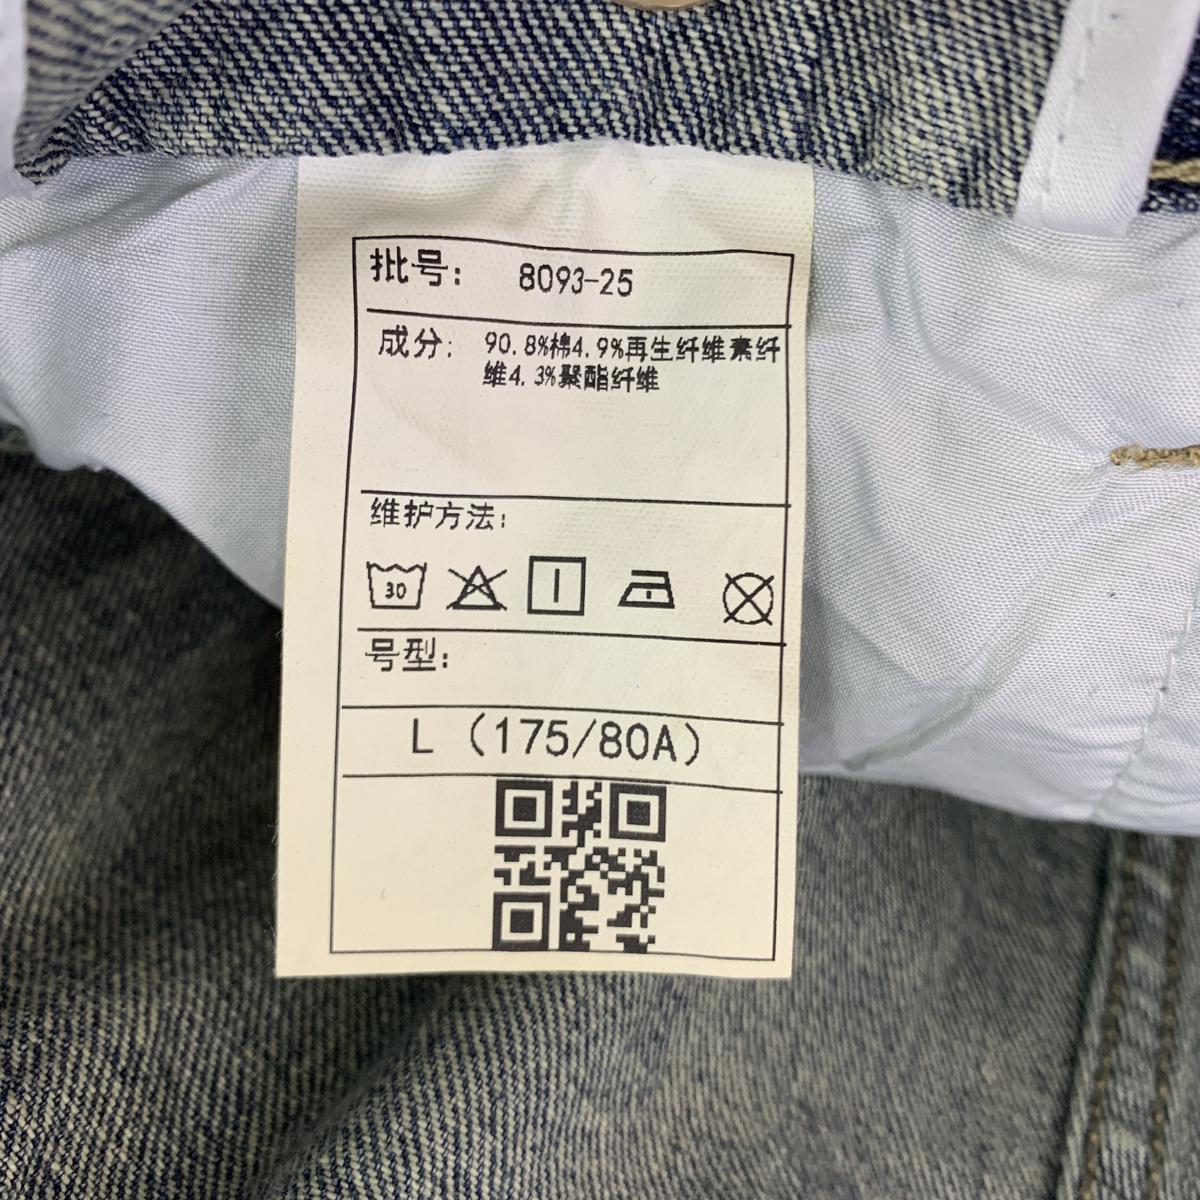 批号: 8093-25
成分: 90.8%棉4.9%再生纤维素纤
维4.3%聚酯纤维
维护方法:
30
号型:
L (175/80A)